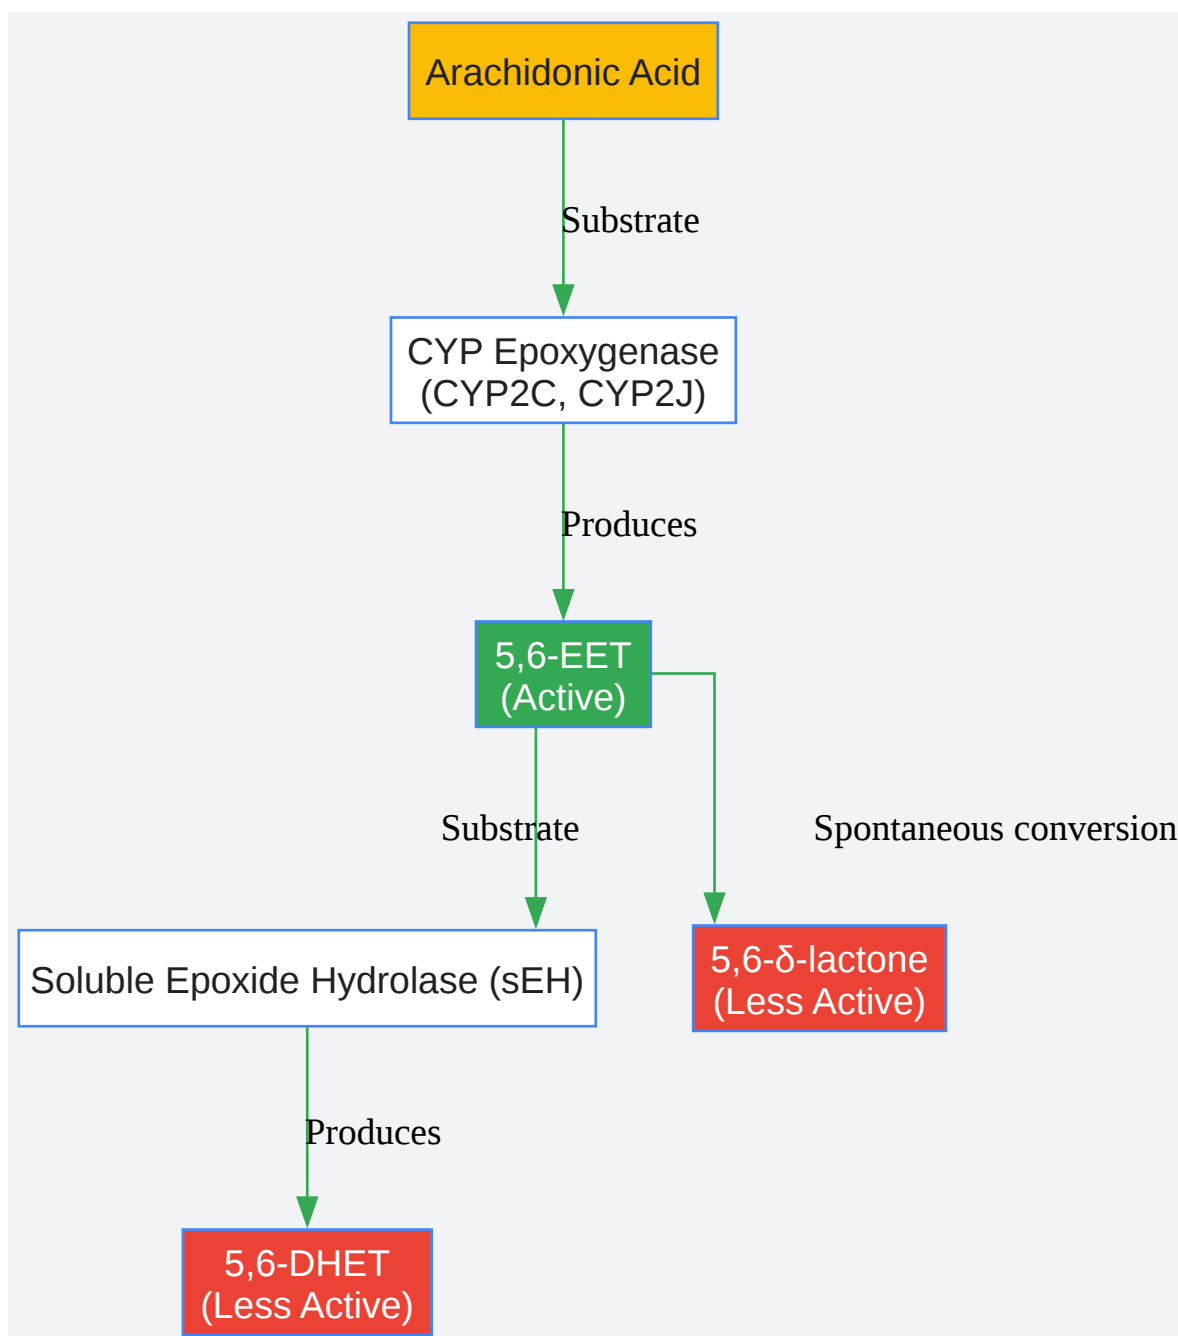 Arachidonic Acid
Substrate
CYP Epoxygenase
(CYP2C, CYP2J)
Produces
5,6-EET
(Active)
Substrate
Spontaneous conversion
Soluble Epoxide Hydrolase (sEH)
5,6-δ-lactone
(Less Active)
Produces
5,6-DHET
(Less Active)